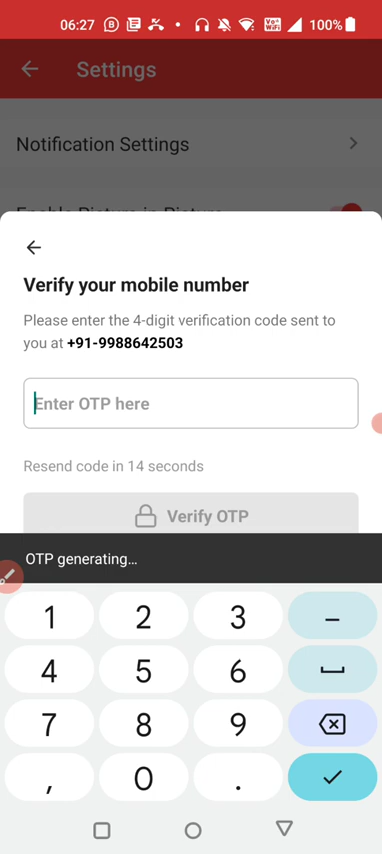 06:27
Vo
WiFi
100%
Settings
Notification Settings
Enable Picture in Picture
Verify your mobile number
Please enter the 4-digit verification code sent to
you at +91-9988642503
Enter OTP here
Resend code in 14 seconds
Verify OTP
OTP generating...
1 2 3 –
4 5 6
7 8 9
, 0 .